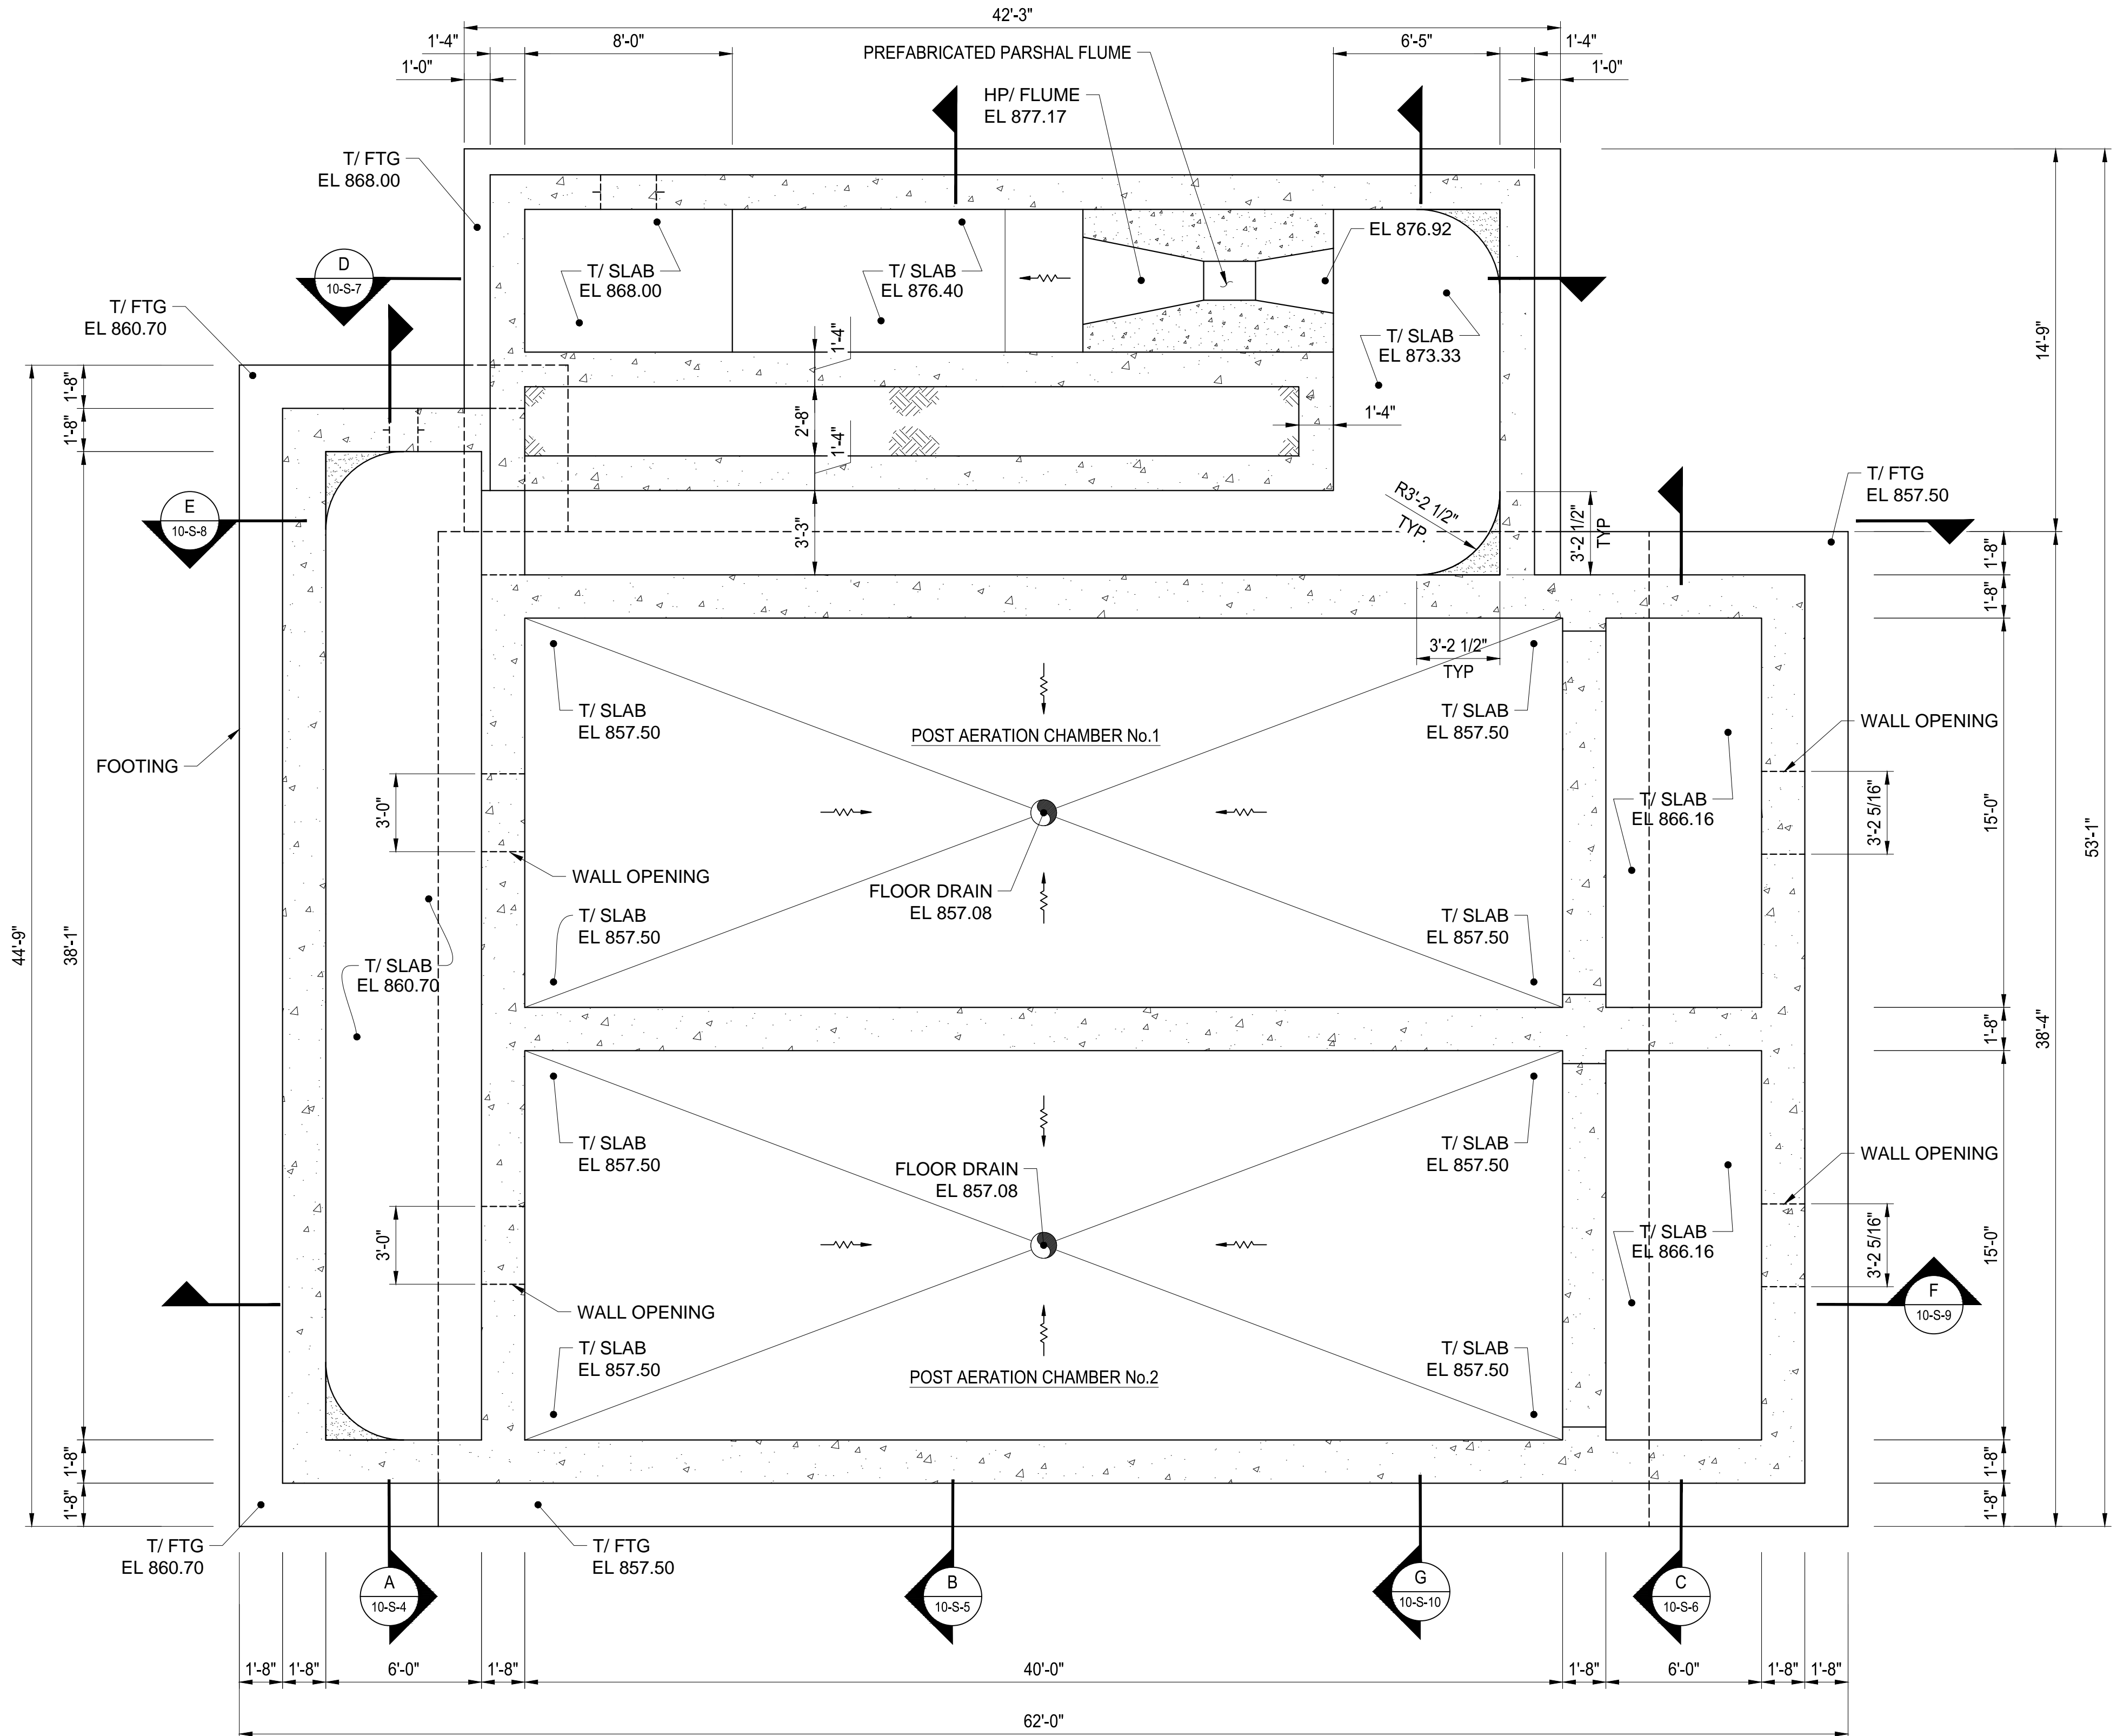 42'-3"
1'-4"
8'-0"
6'-5"
1'-4"
PREFABRICATED PARSHAL FLUME
1'-0"
1'-0"
HP/ FLUME
EL 877.17
T/ FTG
EL 868.00
EL 876.92
D
10-S-7
T/ SLAB
EL 868.00
T/ SLAB
EL 876.40
T/ FTG
EL 860.70
T/ SLAB
EL 873.33
14'-9"
1'-4"
1'-8"
1'-8"
2'-8"
1'-4"
1'-4"
E
10-S-8
R3'-2 1/2"
TYP.
T/ FTG
EL 857.50
3'-3"
3'-2 1/2"
TYP
1'-8"
1'-8"
3'-2 1/2"
TYP
T/ SLAB
EL 857.50
T/ SLAB
EL 857.50
POST AERATION CHAMBER No.1
WALL OPENING
FOOTING
3'-0"
T/ SLAB
EL 866.16
3'-2 5/16"
15'-0"
53'-1"
WALL OPENING
FLOOR DRAIN
EL 857.08
T/ SLAB
EL 857.50
T/ SLAB
EL 857.50
44'-9"
38'-1"
T/ SLAB
EL 860.70
1'-8"
38'-4"
T/ SLAB
EL 857.50
T/ SLAB
EL 857.50
FLOOR DRAIN
EL 857.08
WALL OPENING
3'-0"
T/ SLAB
EL 866.16
3'-2 5/16"
15'-0"
WALL OPENING
F
10-S-9
T/ SLAB
EL 857.50
T/ SLAB
EL 857.50
POST AERATION CHAMBER No.2
1'-8"
1'-8"
1'-8"
1'-8"
T/ FTG
EL 860.70
T/ FTG
EL 857.50
A
10-S-4
B
10-S-5
G
10-S-10
C
10-S-6
1'-8"
1'-8"
6'-0"
1'-8"
40'-0"
1'-8"
6'-0"
1'-8"
1'-8"
62'-0"